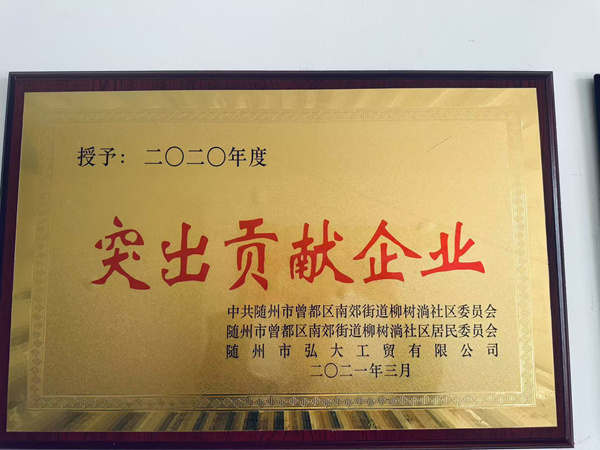 授予：二〇二〇年度
突出贡献企业
中共随州市曾都区南郊街道柳树淌社区委员会
随州市曾都区南郊街道柳树淌社区居民委员会
随州市弘大工贸有限公司
二〇二一年三月